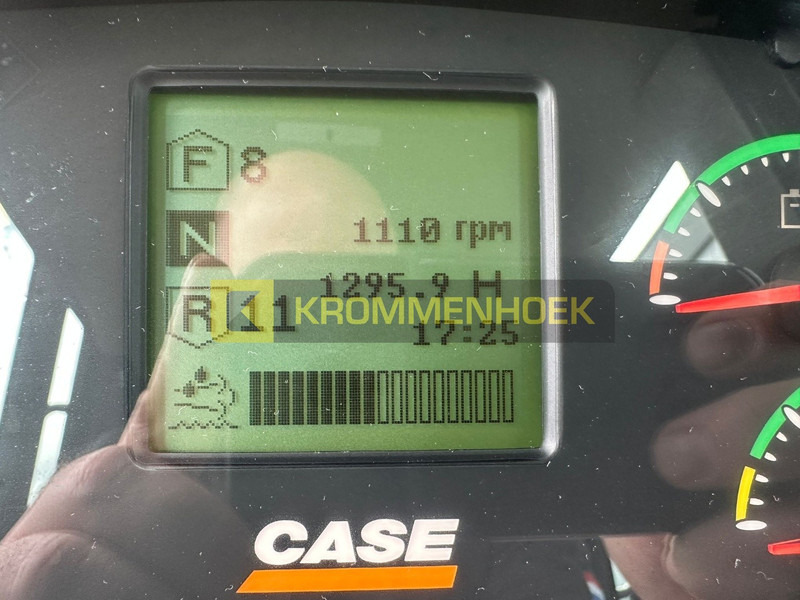 F 8
N
1110 rpm
1295.9 H
R 11
KROMMENHOEK
17:25
CASE